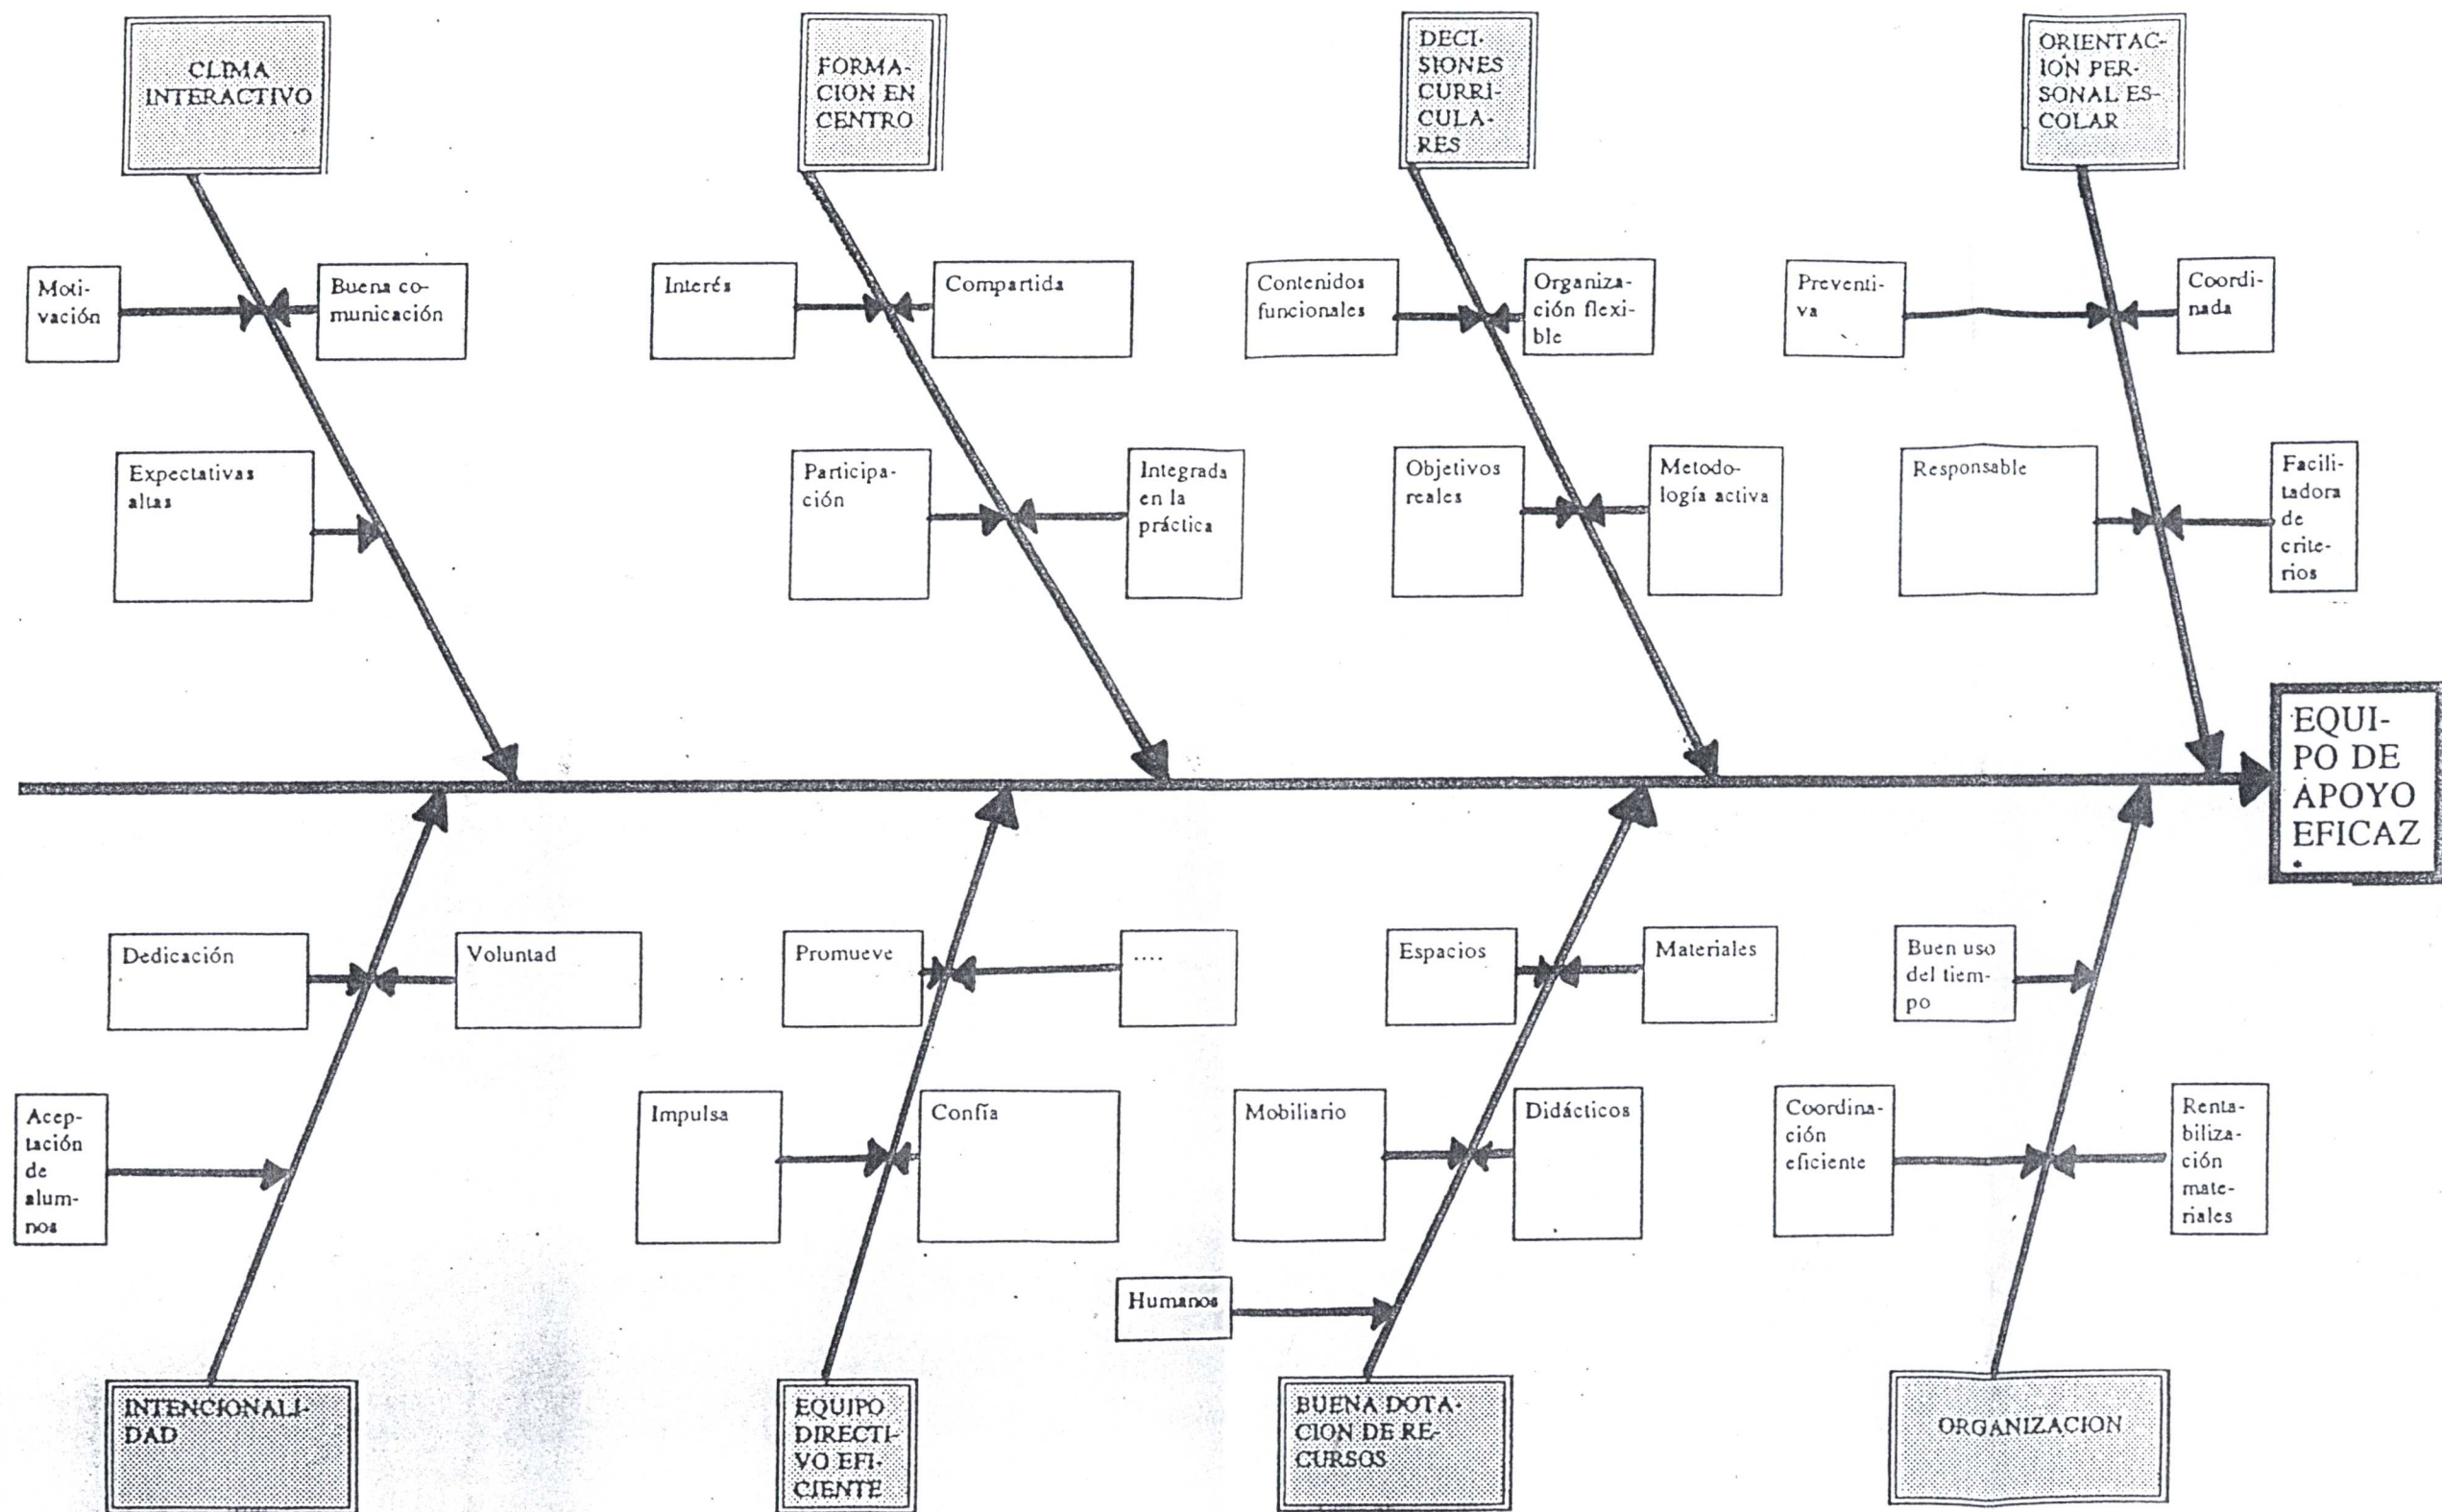 CLIMA
INTERACTIVO
FORMA-
CION EN
CENTRO
DECI-
SIONES
CURRI-
CULA-
RES
ORIENTAC-
IÓN PER-
SONAL ES-
COLAR
Moti-
vación
Buena co-
municación
Interés
Compartida
Contenidos
funcionales
Organiza-
ción flexi-
ble
Preventi-
va
Coordi-
nada
Expectativas
altas
Participa-
ción
Integrada
en la
práctica
Objetivos
reales
Metodo-
logía activa
Responsable
Facili-
tadora
de
crite-
rios
EQUI-
PO DE
APOYO
EFICAZ
*
Dedicación
Voluntad
Promueve
....
Espacios
Materiales
Buen uso
del tiem-
po
Acep-
tación
de
alum-
nos
Impulsa
Confía
Mobiliario
Didácticos
Coordina-
ción
eficiente
Renta-
biliza-
ción
mate-
riales
Humanos
INTENCIONALI-
DAD
EQUIPO
DIRECTI-
VO EFI-
CIENTE
BUENA DOTA-
CION DE RE-
CURSOS
ORGANIZACION